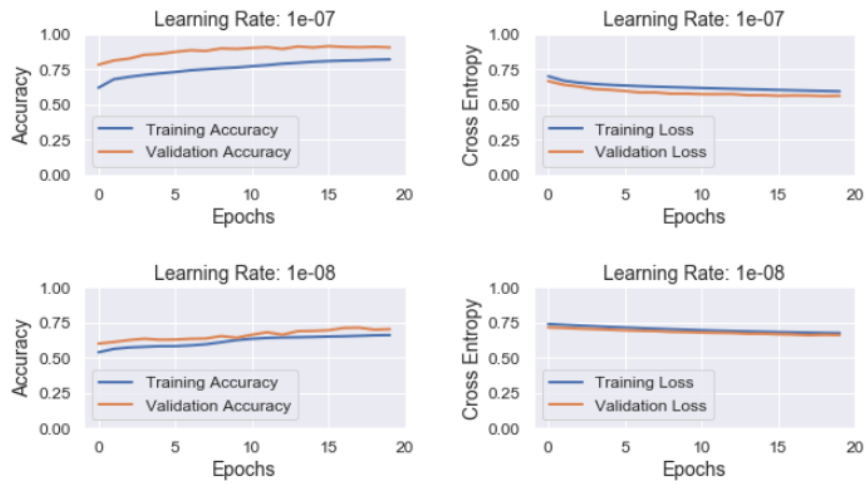 Learning Rate: 1e-07
Accuracy
1.00
0.75
0.50
0.25
0.00
Training Accuracy
Validation Accuracy
0 5 10 15 20
Epochs
Learning Rate: 1e-07
Cross Entropy
1.00
0.75
0.50
0.25
0.00
Training Loss
Validation Loss
0 5 10 15 20
Epochs
Learning Rate: 1e-08
Accuracy
1.00
0.75
0.50
0.25
0.00
Training Accuracy
Validation Accuracy
0 5 10 15 20
Epochs
Learning Rate: 1e-08
Cross Entropy
1.00
0.75
0.50
0.25
0.00
Training Loss
Validation Loss
0 5 10 15 20
Epochs